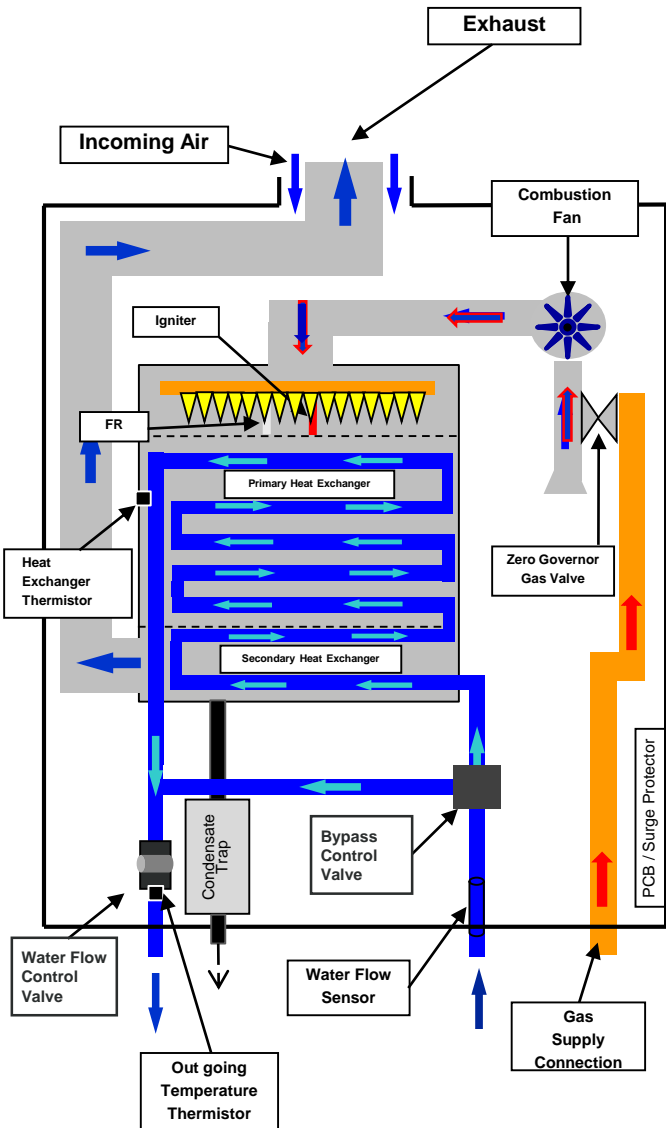 Exhaust
Incoming Air
Combustion
Fan
Igniter
FR
Primary Heat Exchanger
Heat
Exchanger
Thermistor
Zero Governor
Gas Valve
Secondary Heat Exchanger
PCB / Surge Protector
Bypass
Control
Valve
Condensate
Trap
Water Flow
Control
Valve
Water Flow
Sensor
Gas
Supply
Connection
Out going
Temperature
Thermistor